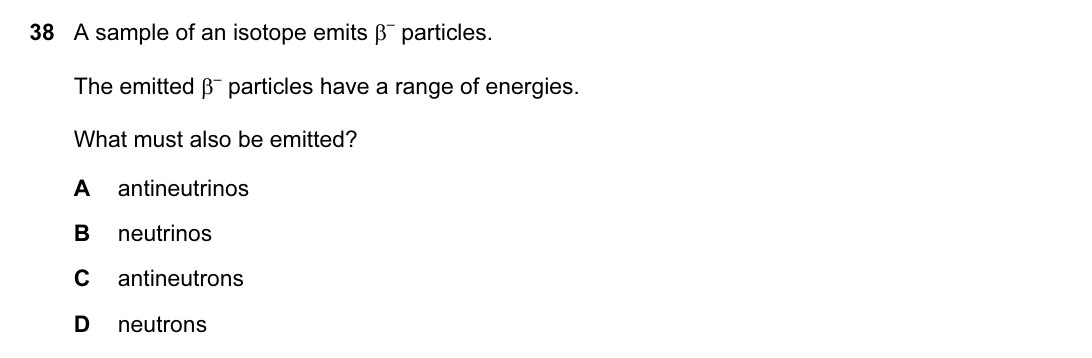 38 A sample of an isotope emits β⁻ particles.
The emitted β⁻ particles have a range of energies.
What must also be emitted?
A antineutrinos
B neutrinos
C antineutrons
D neutrons